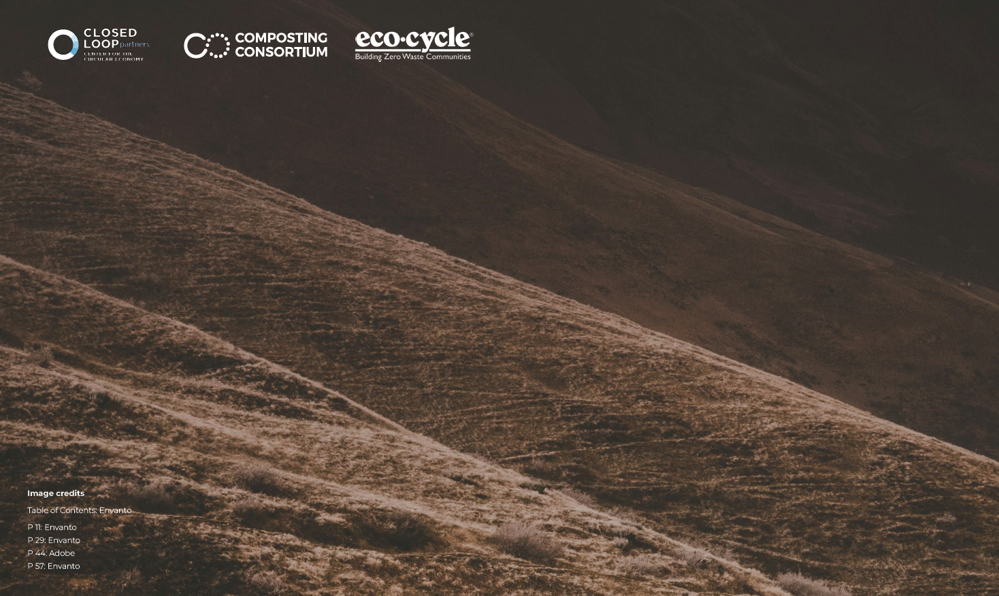 CLOSED
LOOP partners
CENTER FOR THE
CIRCULAR ECONOMY
COMPOSTING
CONSORTIUM
eco·cycle®
Building Zero Waste Communities
Image credits
Table of Contents: Envanto
P 11: Envanto
P 29: Envanto
P 44: Adobe
P 57: Envanto